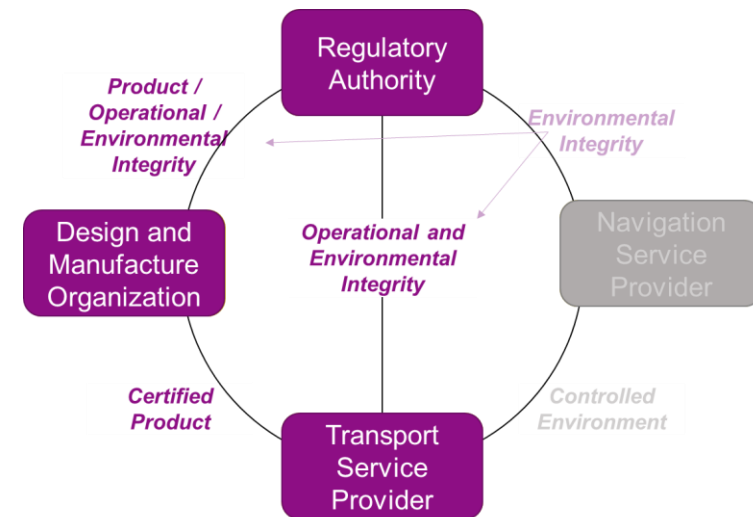 Regulatory
Authority
Product /
Operational /
Environmental
Integrity
Environmental
Integrity
Design and
Manufacture
Organization
Operational and
Environmental
Integrity
Navigation
Service
Provider
Certified
Product
Controlled
Environment
Transport
Service
Provider